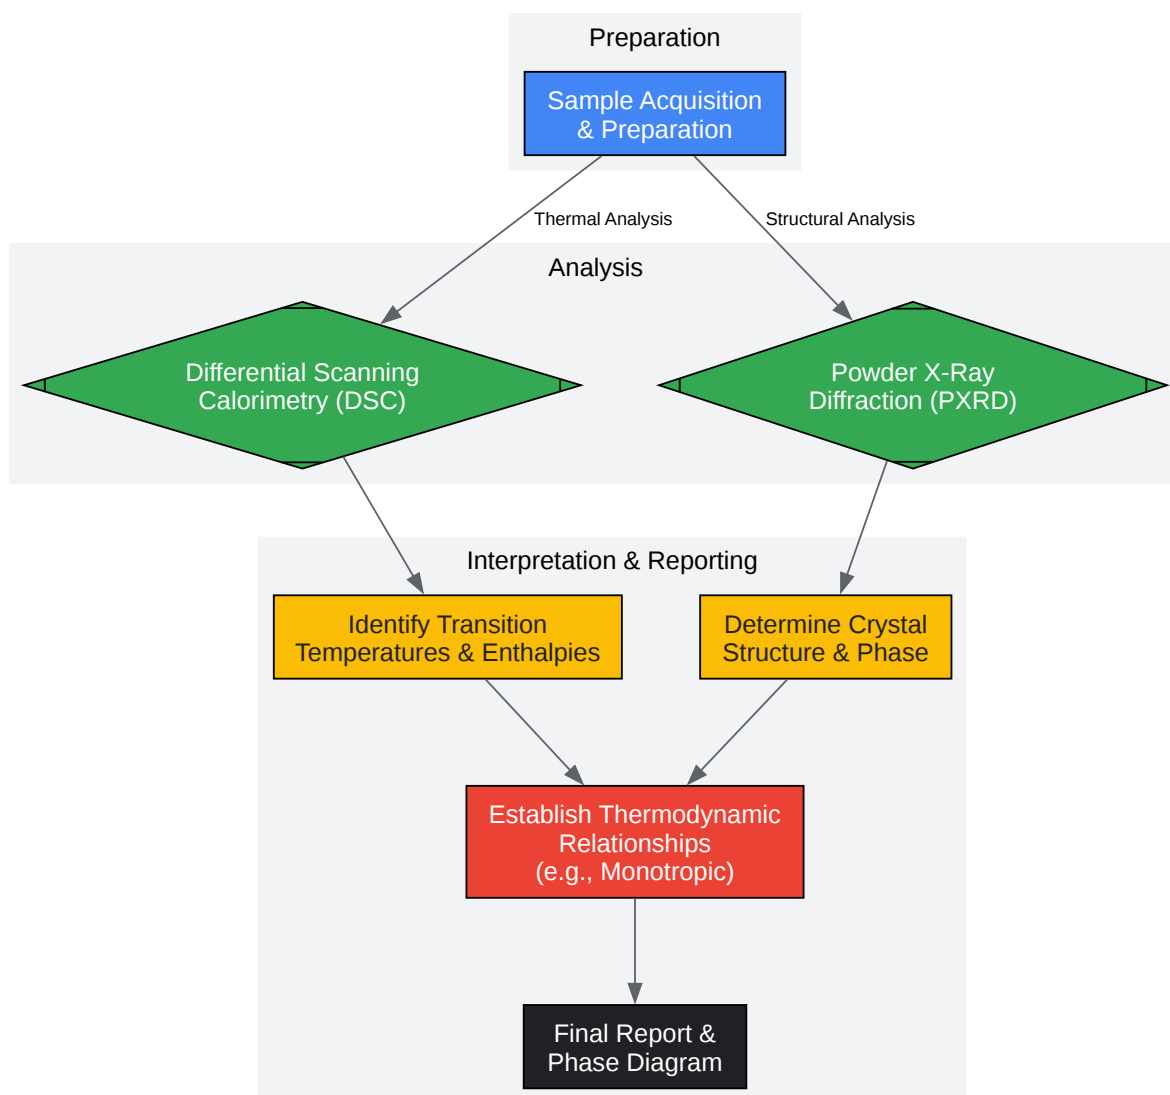 Preparation
Sample Acquisition
& Preparation
Thermal Analysis
Structural Analysis
Analysis
Differential Scanning
Calorimetry (DSC)
Powder X-Ray
Diffraction (PXRD)
Interpretation & Reporting
Identify Transition
Temperatures & Enthalpies
Determine Crystal
Structure & Phase
Establish Thermodynamic
Relationships
(e.g., Monotropic)
Final Report &
Phase Diagram